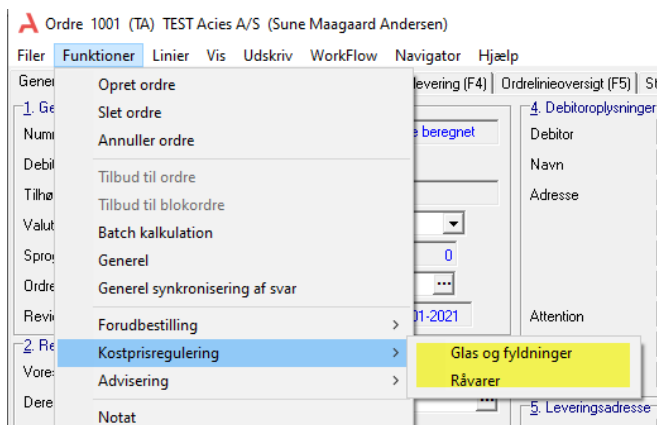 Ordre 1001 (TA) TEST Acies A/S (Sune Maagaard Andersen)
Filer Funktioner Linier Vis Udskriv WorkFlow Navigator Hjælp
levering (F4) Ordrelinieoversigt (F5)
Opret ordre
Slet ordre
Annuller ordre
Tilbud til ordre
Tilbud til blokordre
Batch kalkulation
Generel
Generel synkronisering af svar
Forudbestilling
Kostprisregulering
Advisering
Notat
Glas og fyldninger
Råvarer
beregnet
0
01-2021
4. Debitoroplysninger
Debitor
Navn
Adresse
Attention
5. Leveringsadresse